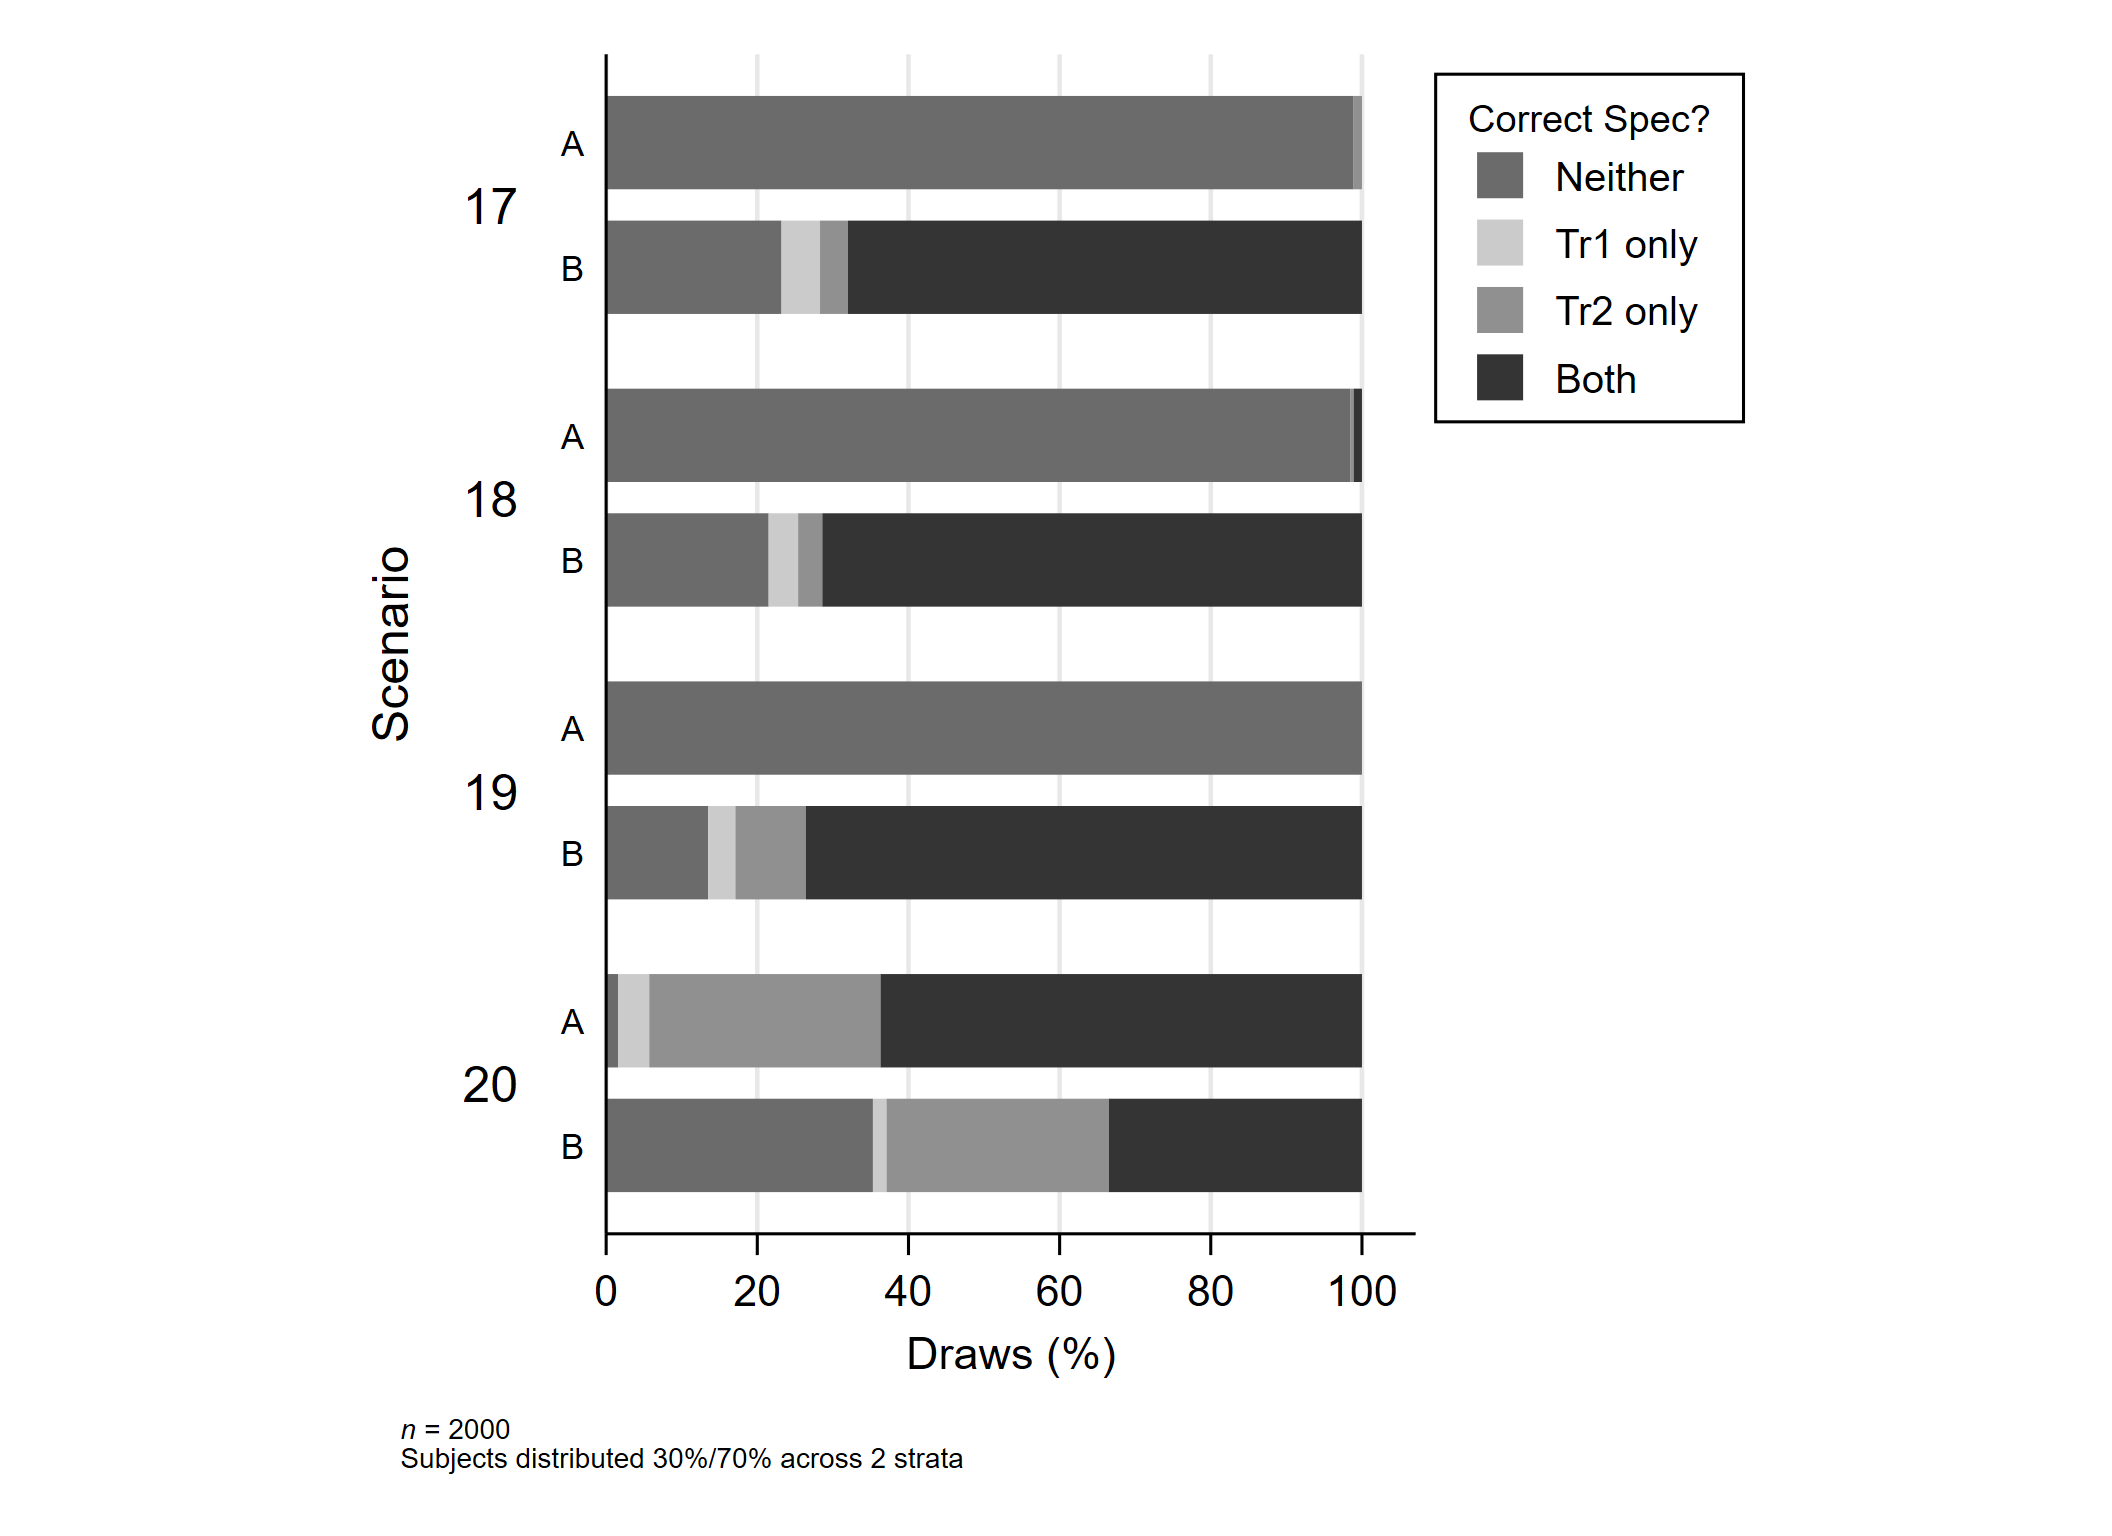 Correct Spec?
Neither
Tr1 only
Tr2 only
Both
Scenario
17
A
B
18
A
B
19
A
B
20
A
B
0 20 40 60 80 100
Draws (%)
n = 2000
Subjects distributed 30%/70% across 2 strata